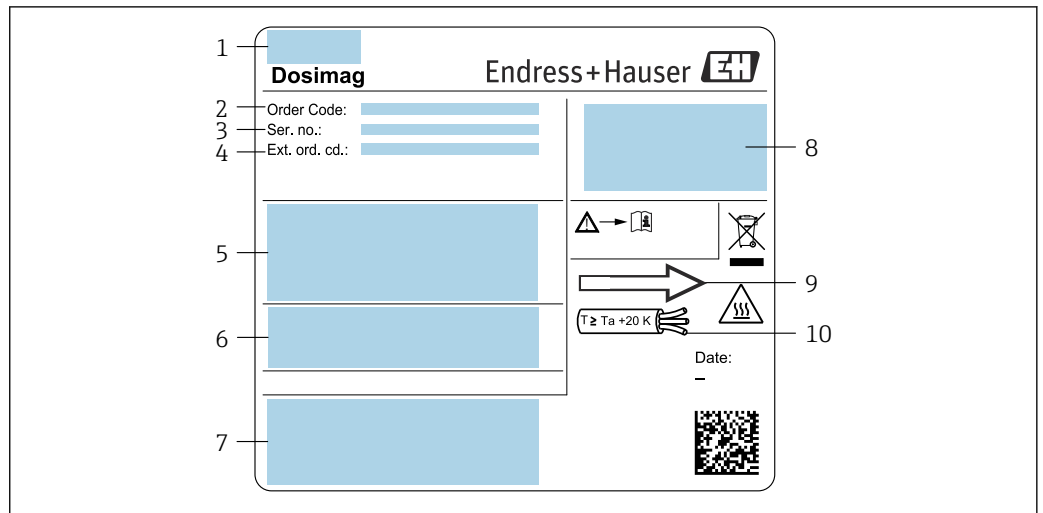 1
Dosimag
Endress+Hauser EH
2 Order Code:
3 Ser. no.:
4 Ext. ord. cd.:
8
5
i
9
6
T ≥ Ta +20 K
10
Date:
–
7